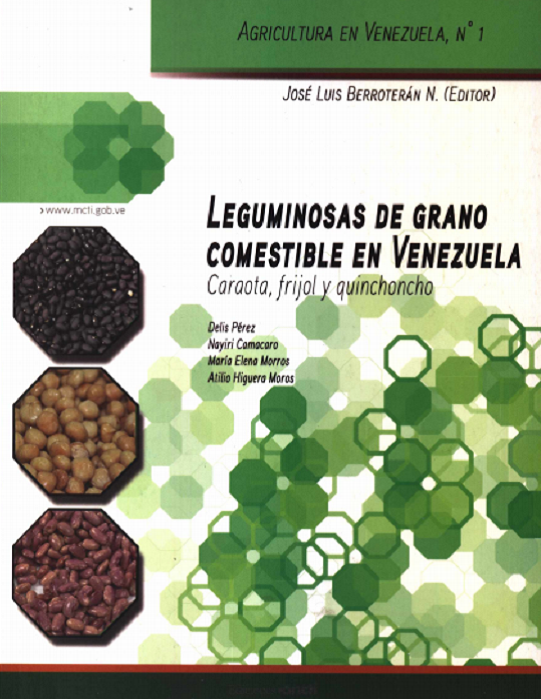 AGRICULTURA EN VENEZUELA, N° 1
JOSÉ LUIS BERROTERÁN N. (EDITOR)
www.mcti.gob.ve
LEGUMINOSAS DE GRANO
COMESTIBLE EN VENEZUELA
Caraota, frijol y quinchoncho
Delis Pérez
Nayiri Camacaro
María Elena Morros
Atilio Higuera Moros